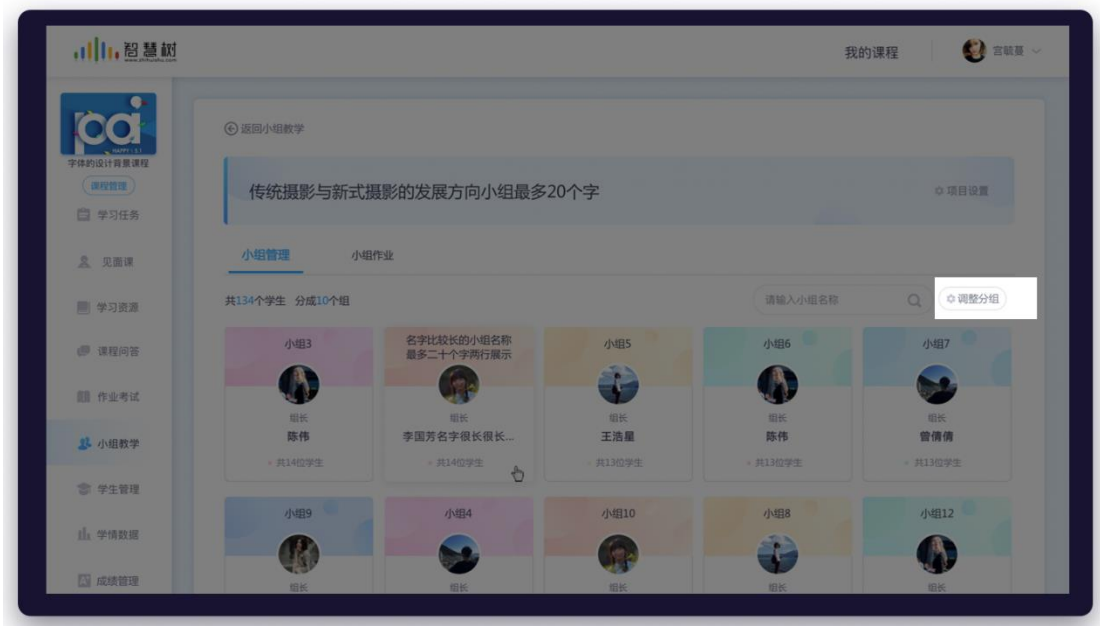 智慧树
www.zhihuishu.com
我的课程
宫毓蔓
HAPPY · 5.1
字体的设计背景课程
课程管理
学习任务
见面课
学习资源
课程问答
作业考试
小组教学
学生管理
学情数据
成绩管理
返回小组教学
传统摄影与新式摄影的发展方向小组最多20个字
项目设置
小组管理 小组作业
共134个学生 分成10个组
请输入小组名称
调整分组
小组3
组长
陈伟
共14位学生
名字比较长的小组名称
最多二十个字两行展示
组长
李国芳名字很长很长...
共14位学生
小组5
组长
王浩星
共13位学生
小组6
组长
陈伟
共13位学生
小组7
组长
曾倩倩
共13位学生
小组9
组长
小组4
组长
小组10
组长
小组8
组长
小组12
组长